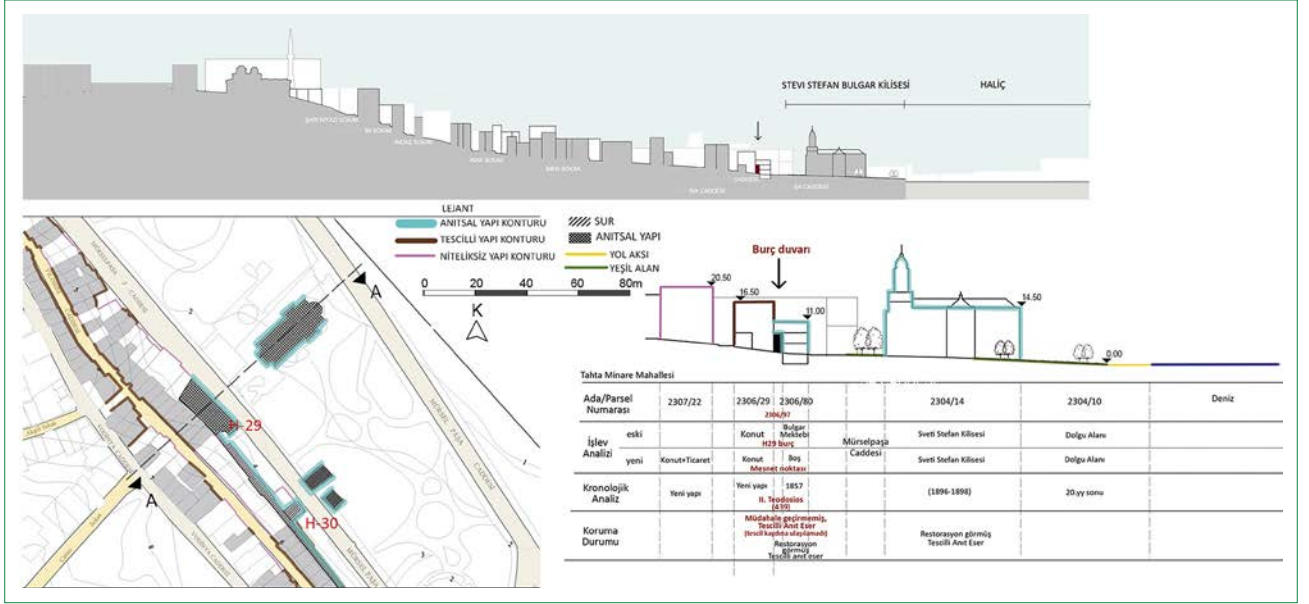 STEVI STEFAN BULGAR KİLİSESİ
HALİÇ
LEJANT
ANITSAL YAPI KONTURU
TESCİLLİ YAPI KONTURU
NİTELİKSİZ YAPI KONTURU
SUR
ANITSAL YAPI
YOL AKSI
YEŞİL ALAN
0 20 40 60 80m
K
A
A
H-29
H-30
MÜRSEL PAŞA
CADDESİ
VODİNA CADDESİ
Burç duvarı
20.50
16.50
11.00
14.50
0.00
Tahta Minare Mahallesi
Ada/Parsel Numarası 2307/22 2306/29 2306/80 2304/14 2304/10 Deniz
2306/97
İşlev Analizi
eski Konut Bulgar Mektebi Sveti Stefan Kilisesi Dolgu Alanı
H29 burç
Mürselpaşa Caddesi
yeni Konut+Ticaret Konut Boş Sveti Stefan Kilisesi Dolgu Alanı
Mesnet noktası
Kronolojik Analiz Yeni yapı Yeni yapı 1857 (1896-1898) 20.yy sonu
II. Teodosios
(439)
Koruma Durumu
Müdahale geçirmemiş,
Tescilli Anıt Eser
(tescil kaydına ulaşılamadı)
Restorasyon
görmüş
Tescilli anıt eser
Restorasyon görmüş
Tescilli Anıt Eser